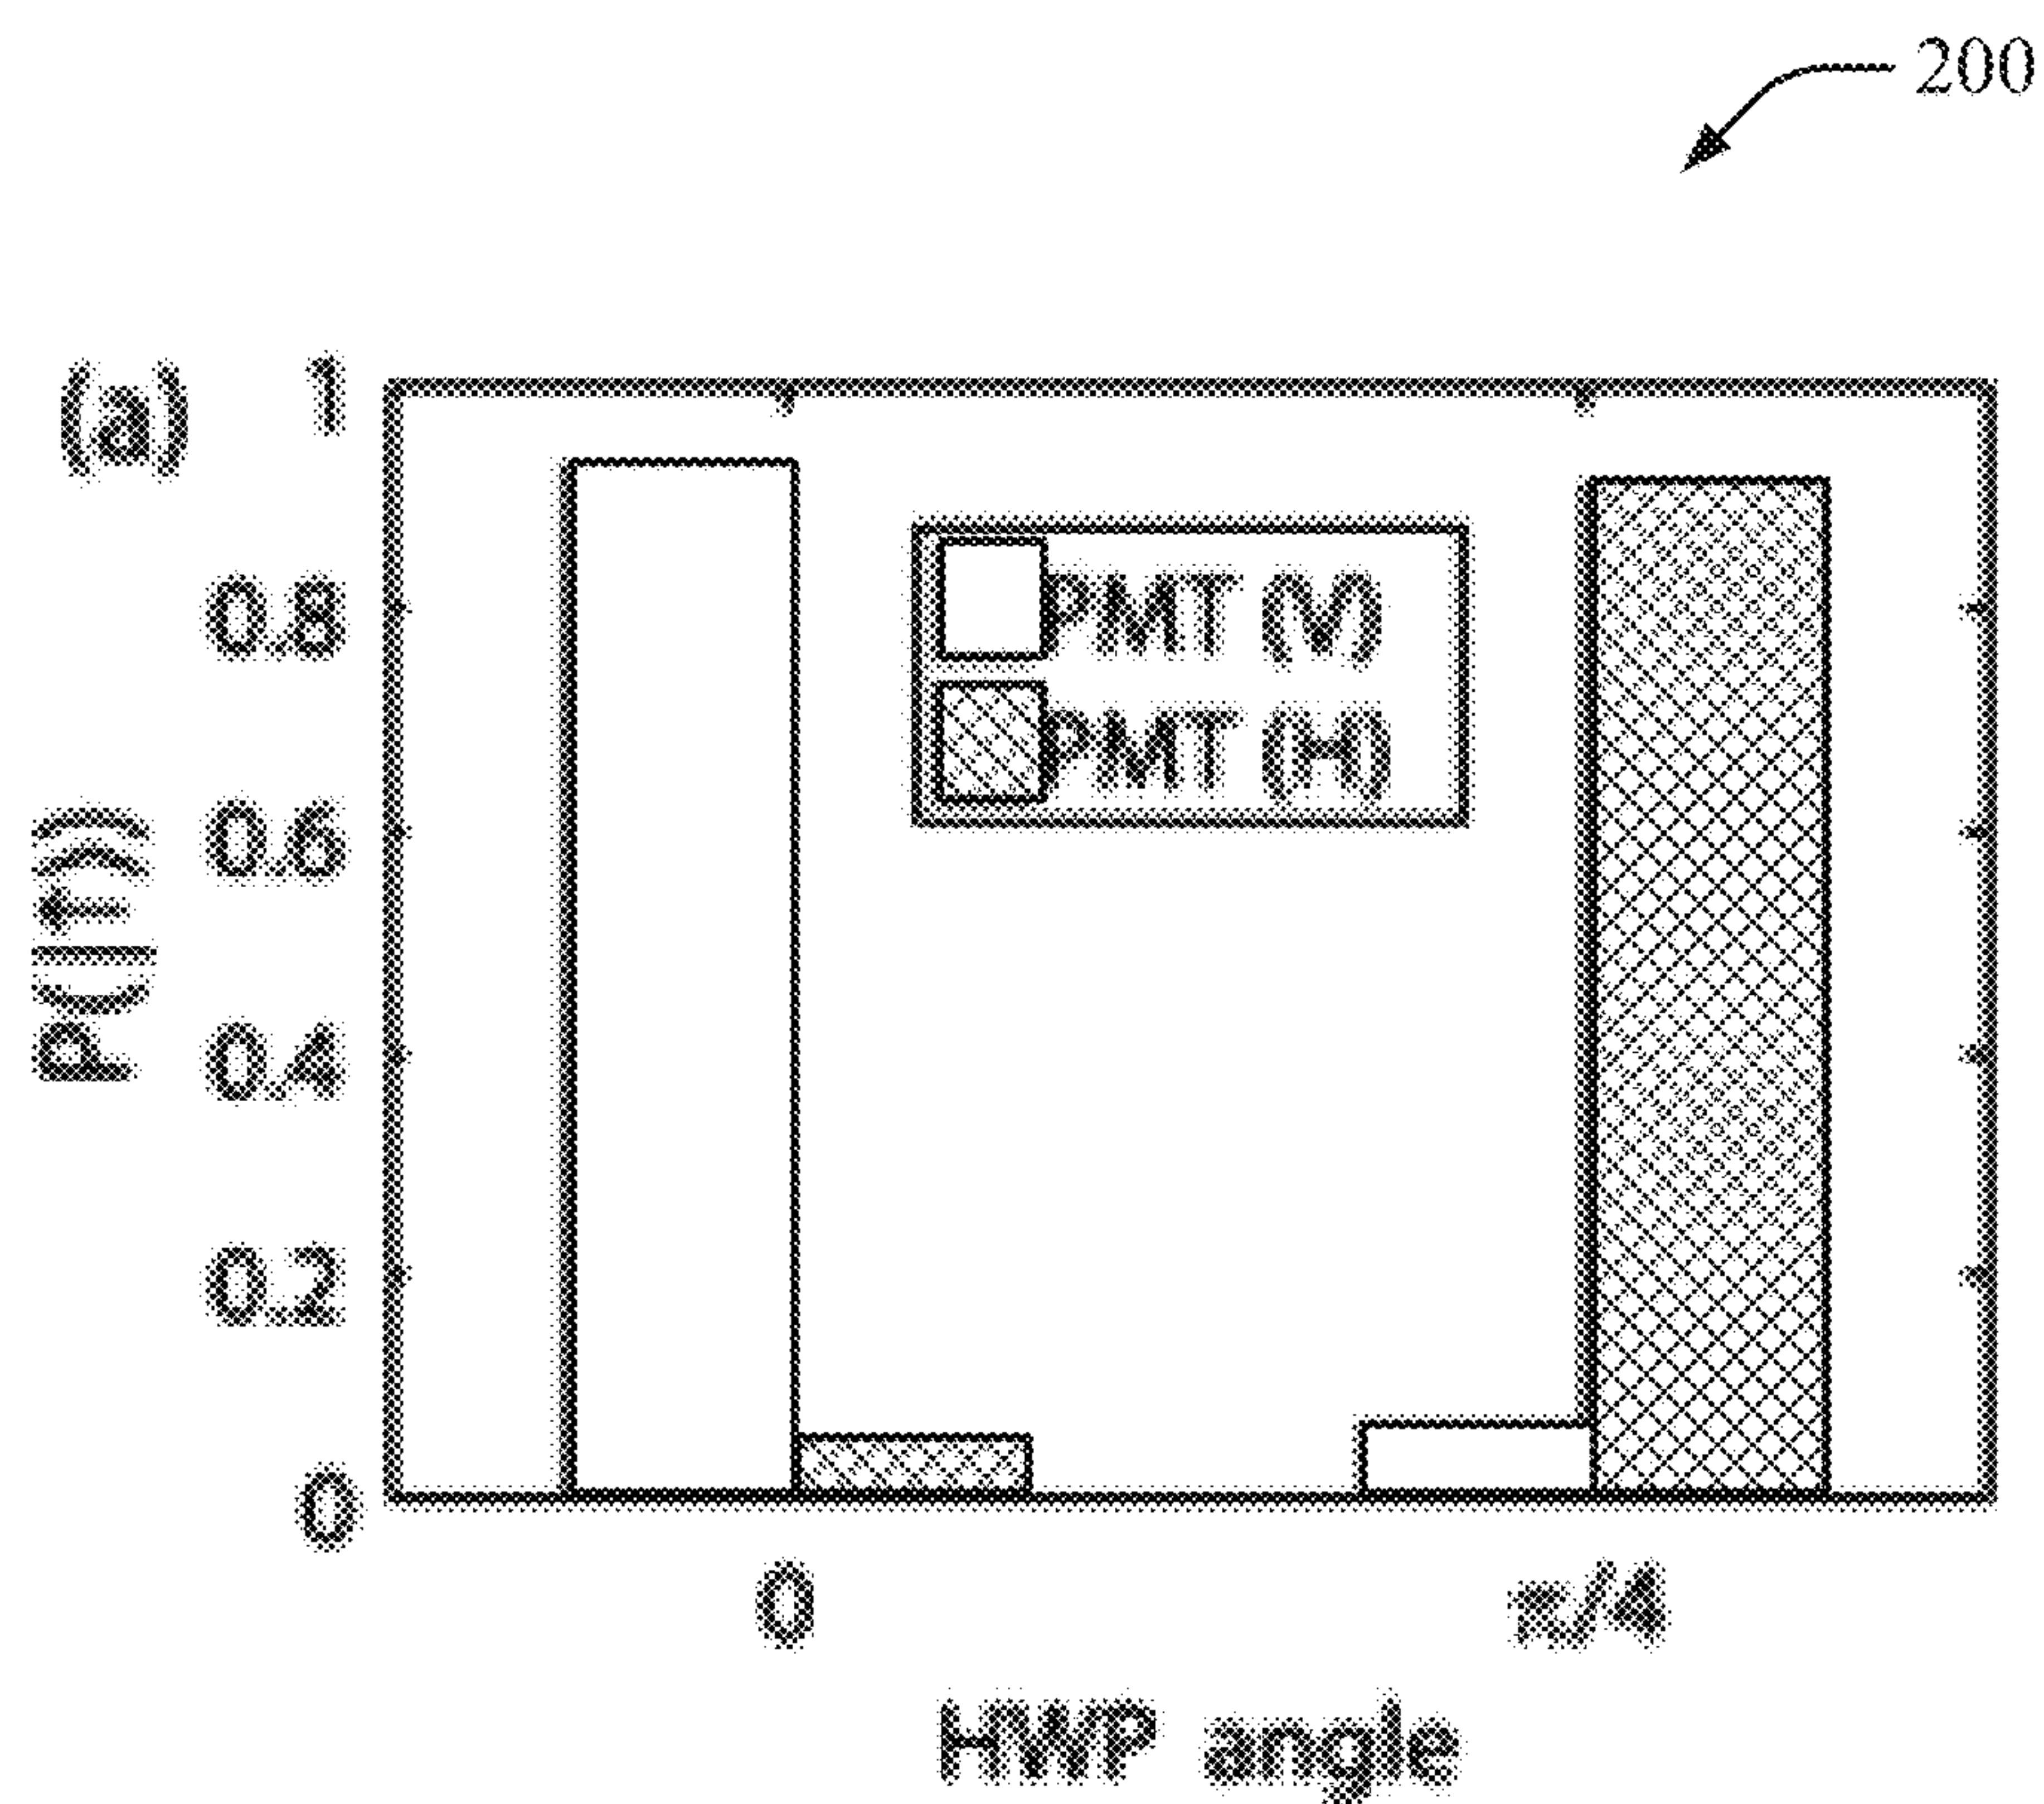 200
(a)
1
0.8
0.6
0.4
0.2
0
P(|↑⟩)
PMT (V)
PMT (H)
0
π/4
HWP angle